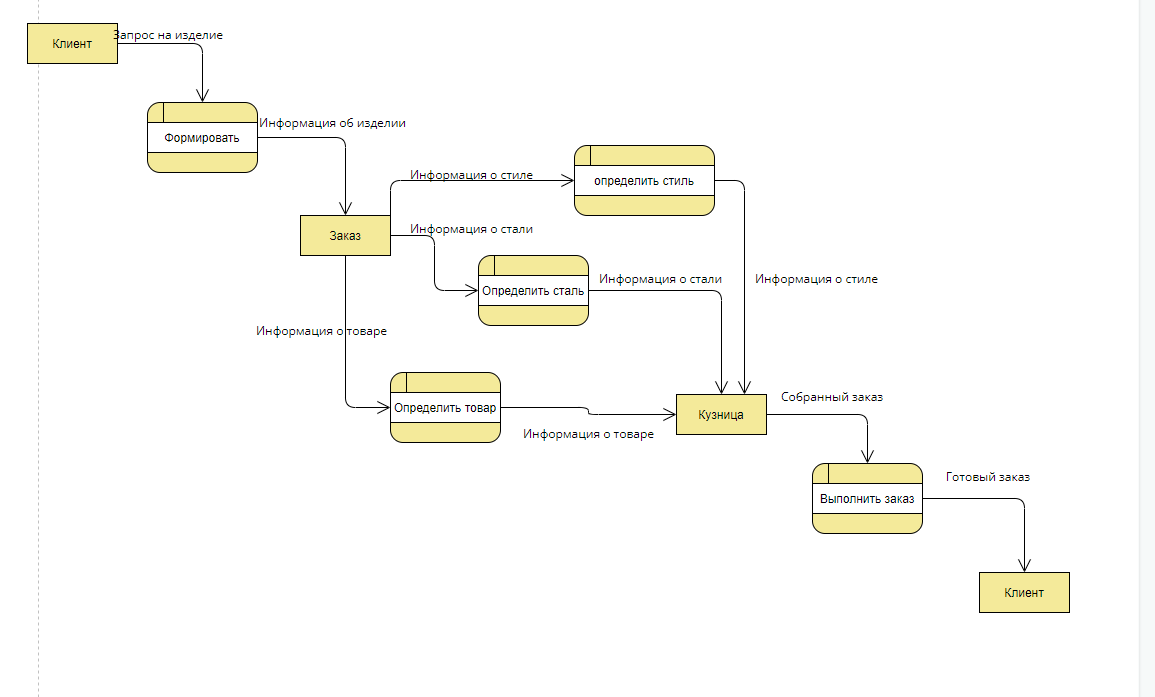 Клиент
Запрос на изделие
Формировать
Информация об изделии
Заказ
Информация о стиле
определить стиль
Информация о стали
Определить сталь
Информация о стали
Информация о стиле
Информация о товаре
Определить товар
Информация о товаре
Кузница
Собранный заказ
Выполнить заказ
Готовый заказ
Клиент